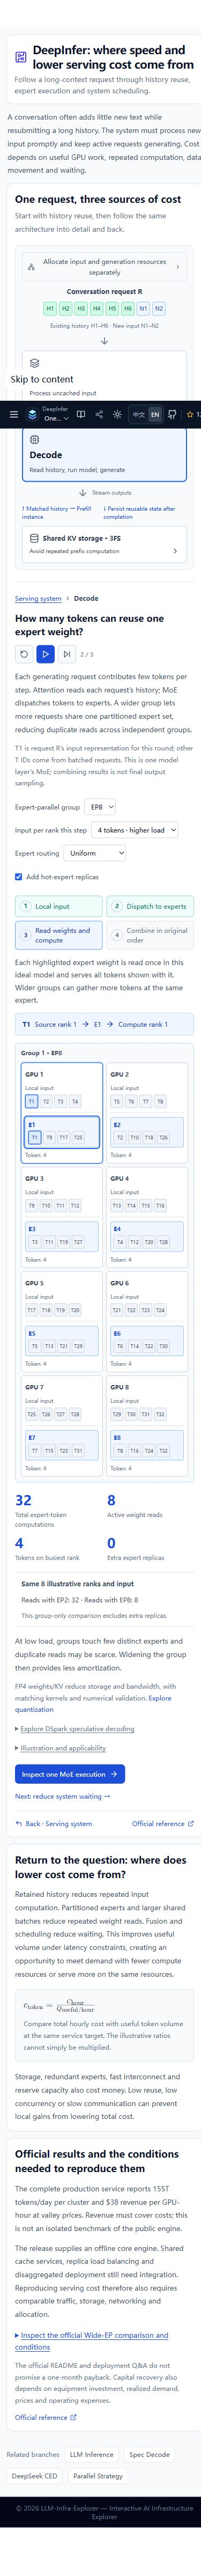 DeepInfer: where speed and
lower serving cost come from
Follow a long-context request through history reuse,
expert execution and system scheduling.
A conversation often adds little new text while
resubmitting a long history. The system must process new
input promptly and keep active requests generating. Cost
depends on useful GPU work, repeated computation, data
movement and waiting.
One request, three sources of cost
Start with history reuse, then follow the same
architecture into detail and back.
Allocate input and generation resources
separately
Conversation request R
H1 H2 H3 H4 H5 H6 N1 N2
Existing history H1–H6 · New input N1–N2
Process uncached input
Skip to content
DeepInfer
One...
中文 EN
Decode
Read history, run model, generate
Stream outputs
↑ Matched history → Prefill
instance
↓ Persist reusable state after
completion
Shared KV storage · 3FS
Avoid repeated prefix computation
Serving system > Decode
How many tokens can reuse one
expert weight?
2 / 3
Each generating request contributes few tokens per
pass. Attention reads each request's history; MoE
dispatches tokens to experts. A wider group lets
more requests share one partitioned expert set,
reducing duplicate reads across independent groups.
T1 is request R's input representation for this round; other
T IDs come from batched requests. This is one model
layer's MoE; combining results is not final output
sampling.
Expert-parallel group EP8
Input per rank this step 4 tokens · higher load
Expert routing Uniform
Add hot-expert replicas
1 Local input
2 Dispatch to experts
3 Read weights and
compute
4 Combine in original
order
Each highlighted expert weight is read once in this
ideal model and serves all tokens shown with it.
Wider groups can gather more tokens at the same
expert.
T1 Source rank 1 → E1 → Compute rank 1
Group 1 • EP8
GPU 1
Local input
T1 T2 T3 T4
E1
T1 T9 T17 T25
Token: 4
GPU 2
Local input
T5 T6 T7 T8
E2
T2 T10 T18 T26
Token: 4
GPU 3
Local input
T9 T10 T11 T12
E3
T3 T11 T19 T27
Token: 4
GPU 4
Local input
T13 T14 T15 T16
E4
T4 T12 T20 T28
Token: 4
GPU 5
Local input
T17 T18 T19 T20
E5
T5 T13 T21 T29
Token: 4
GPU 6
Local input
T21 T22 T23 T24
E6
T6 T14 T22 T30
Token: 4
GPU 7
Local input
T25 T26 T27 T28
E7
T7 T15 T23 T31
Token: 4
GPU 8
Local input
T29 T30 T31 T32
E8
T8 T16 T24 T32
Token: 4
32
Total expert-token
computations
8
Active weight reads
4
Tokens on busiest rank
0
Extra expert replicas
Same 8 illustrative ranks and input
Reads with EP2: 32 · Reads with EP8: 8
This group-only comparison excludes extra replicas.
At low load, groups touch few distinct experts and
duplicate reads may be scarce. Widening the group
then provides less amortization.
FP4 weights/KV reduce storage and bandwidth, with
matching kernels and numerical validation. Explore
quantization
Explore DSpark speculative decoding
Illustration and applicability
Inspect one MoE execution →
Next: reduce system waiting →
Back · Serving system
Official reference
Return to the question: where does
lower cost come from?
Retained history reduces repeated input
computation. Partitioned experts and larger shared
batches reduce repeated weight reads. Fusion and
scheduling reduce waiting. This improves useful
volume under latency constraints, creating an
opportunity to meet demand with fewer compute
resources or serve more on the same resources.
Compare total hourly cost with useful token volume
at the same service target. The illustrative ratios
cannot simply be multiplied.
Storage, redundant experts, fast interconnect and
reserve capacity also cost money. Low reuse, low
concurrency or slow communication can prevent
local gains from lowering total cost.
Official results and the conditions
needed to reproduce them
The complete production service reports 155T
tokens/day per cluster and $38 revenue per GPU-
hour at valley prices. Revenue must cover costs; this
is not an isolated benchmark of the public engine.
The release supplies an offline core engine. Shared
cache services, replica load balancing and
disaggregated deployment still need integration.
Reproducing serving cost therefore also requires
comparable traffic, storage, networking and
allocation.
Inspect the official Wide-EP comparison and
conditions
The official README and deployment Q&A do not
promise a one-month payback. Capital recovery also
depends on equipment investment, realized demand,
prices and operating expenses.
Official reference
Related branches LLM Inference Spec Decode
DeepSeek CED Parallel Strategy
© 2026 LLM-Infra-Explorer — Interactive AI Infrastructure
Explorer